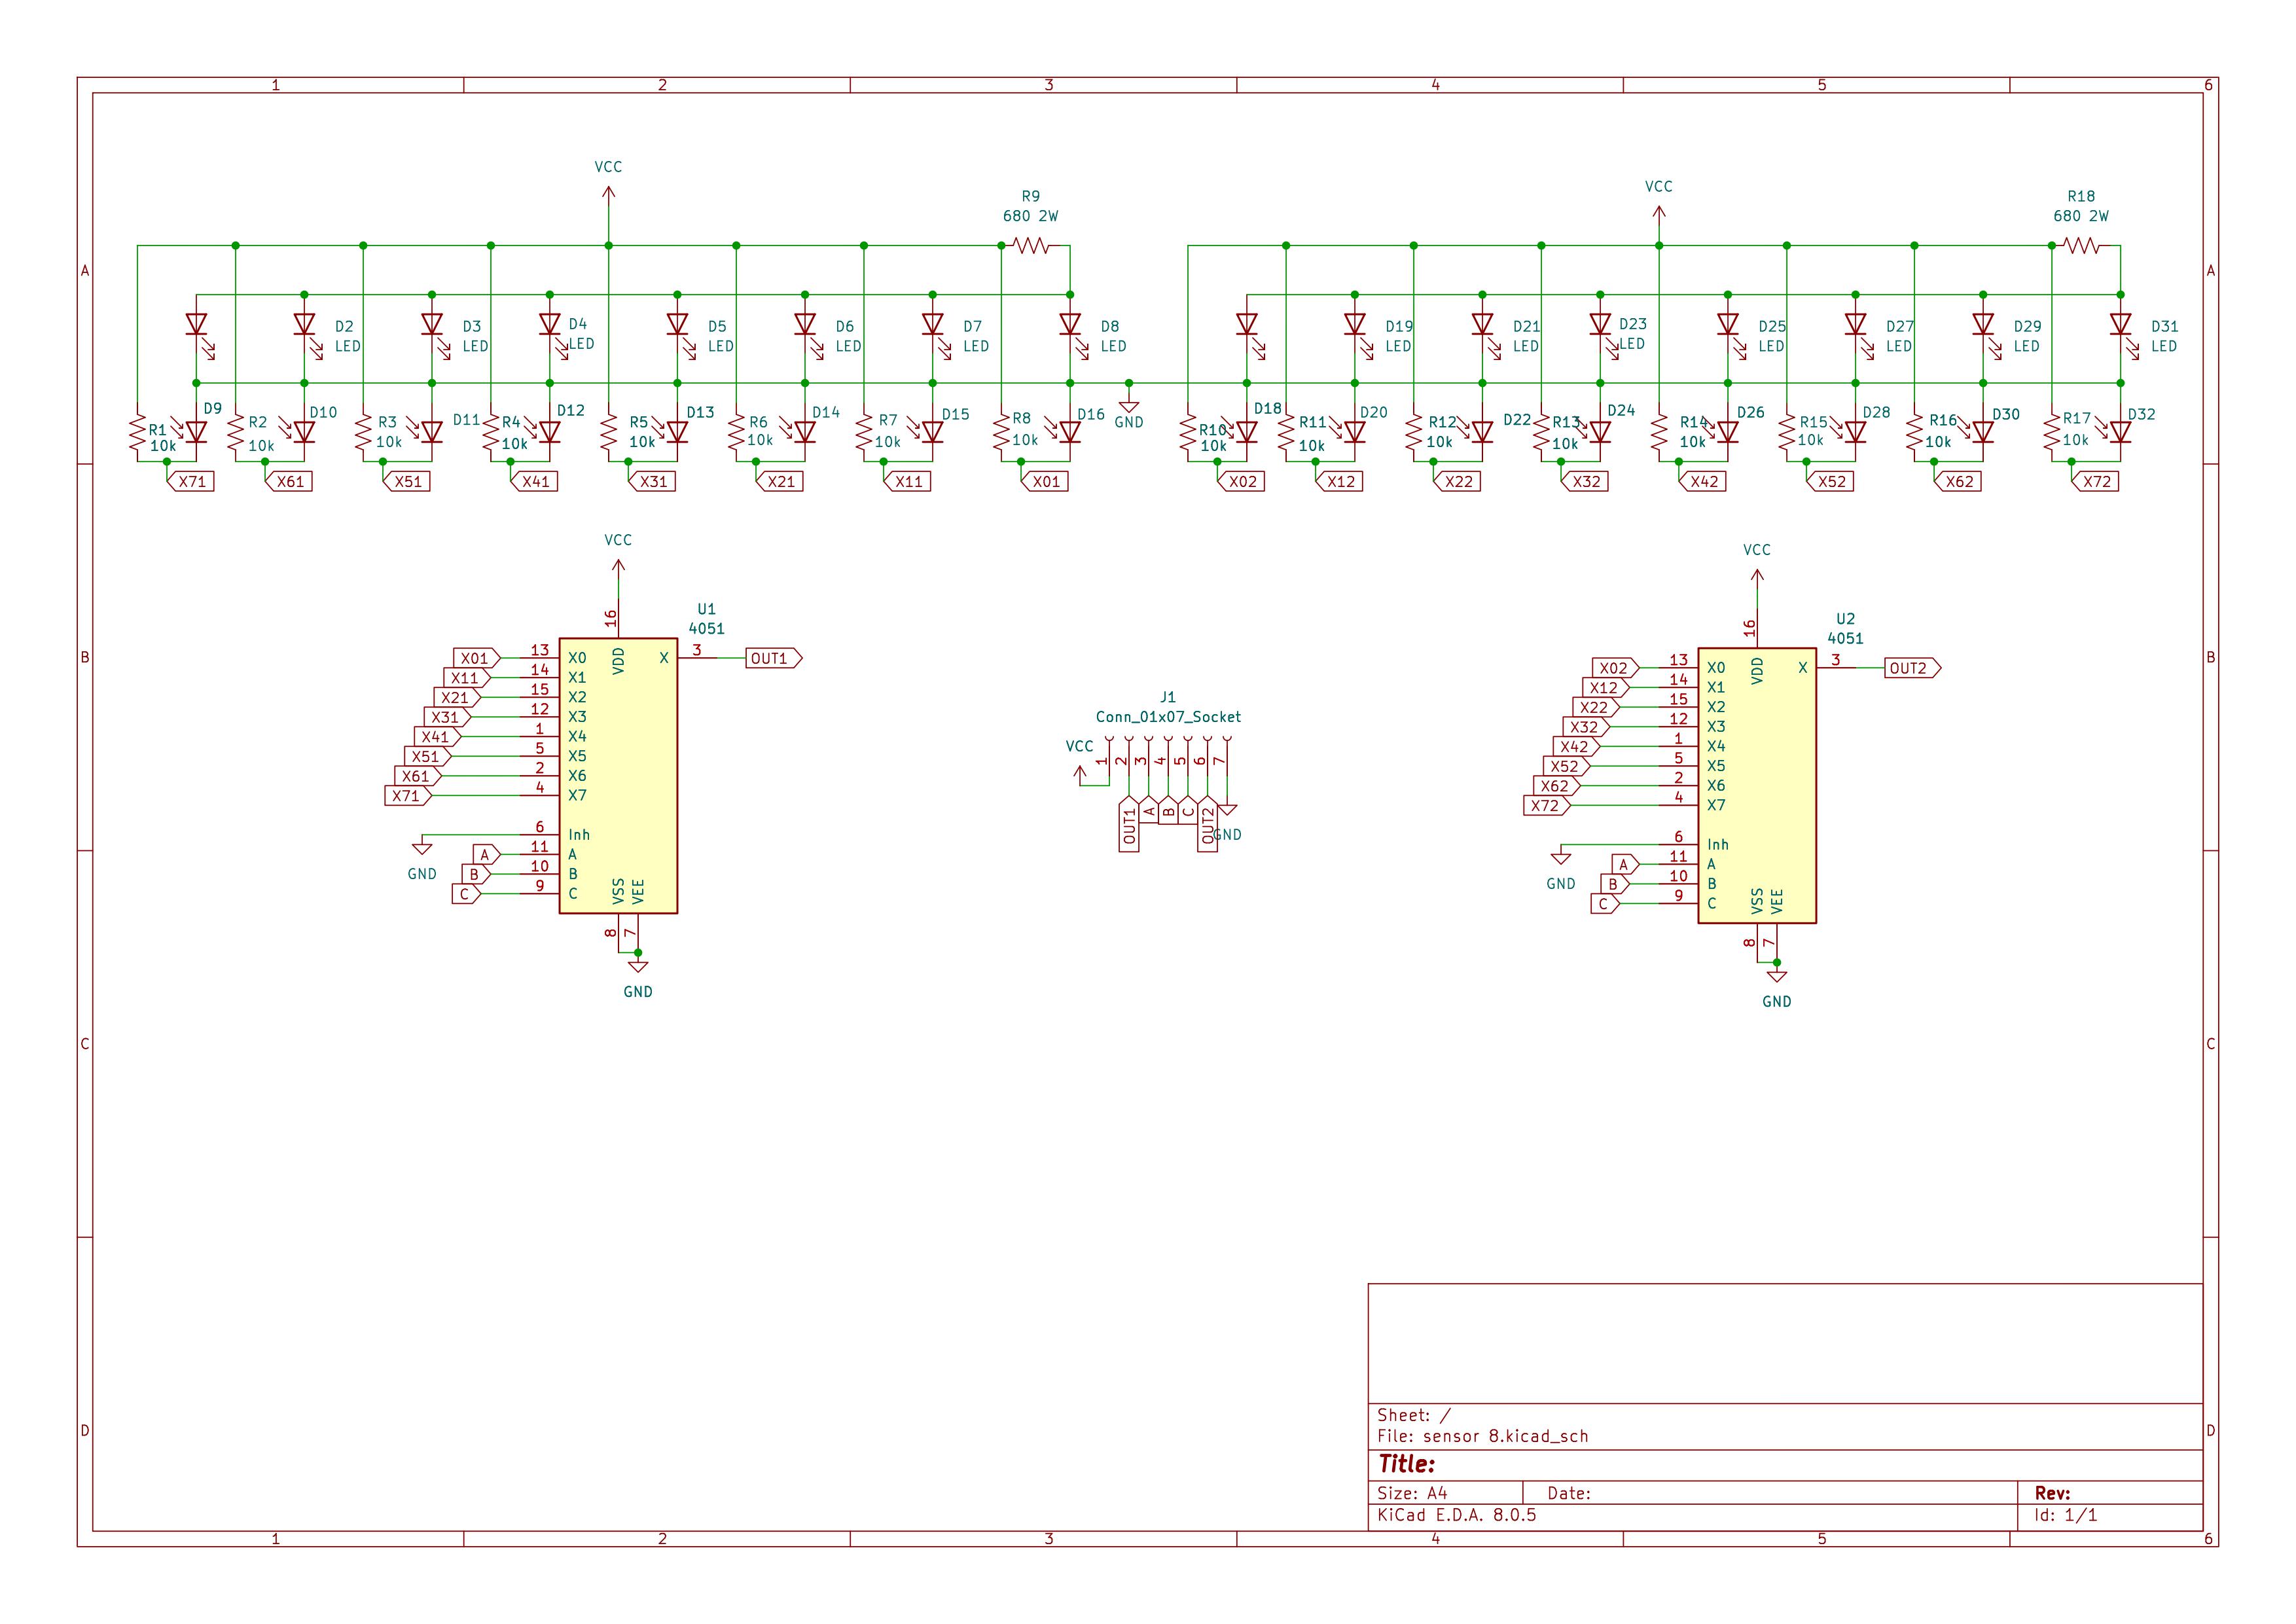 1 2 3 4 5 6
VCC
VCC
R9
680 2W
R18
680 2W
A A
D2
LED
D3
LED
D4
LED
D5
LED
D6
LED
D7
LED
D8
LED
D19
LED
D21
LED
D23
LED
D25
LED
D27
LED
D29
LED
D31
LED
R1
10k
D9
R2
10k
D10
R3
10k
D11
R4
10k
D12
R5
10k
D13
R6
10k
D14
R7
10k
D15
R8
10k
D16
GND
R10
10k
D18
R11
10k
D20
R12
10k
D22
R13
10k
D24
R14
10k
D26
R15
10k
D28
R16
10k
D30
R17
10k
D32
X71 X61 X51 X41 X31 X21 X11 X01 X02 X12 X22 X32 X42 X52 X62 X72
B B
VCC
U1
4051
16
VDD
X01 13 X0
X11 14 X1
X21 15 X2
X31 12 X3
X41 1 X4
X51 5 X5
X61 2 X6
X71 4 X7
X 3 OUT1
6 Inh
GND
A 11 A
B 10 B
C 9 C
VSS VEE
8 7
GND
J1
Conn_01x07_Socket
VCC
1 2 3 4 5 6 7
OUT1 A B C OUT2
GND
VCC
U2
4051
16
VDD
X02 13 X0
X12 14 X1
X22 15 X2
X32 12 X3
X42 1 X4
X52 5 X5
X62 2 X6
X72 4 X7
X 3 OUT2
6 Inh
GND
A 11 A
B 10 B
C 9 C
VSS VEE
8 7
GND
C C
D D
Sheet: /
File: sensor 8.kicad_sch
Title:
Size: A4 Date: Rev:
KiCad E.D.A. 8.0.5 Id: 1/1
1 2 3 4 5 6